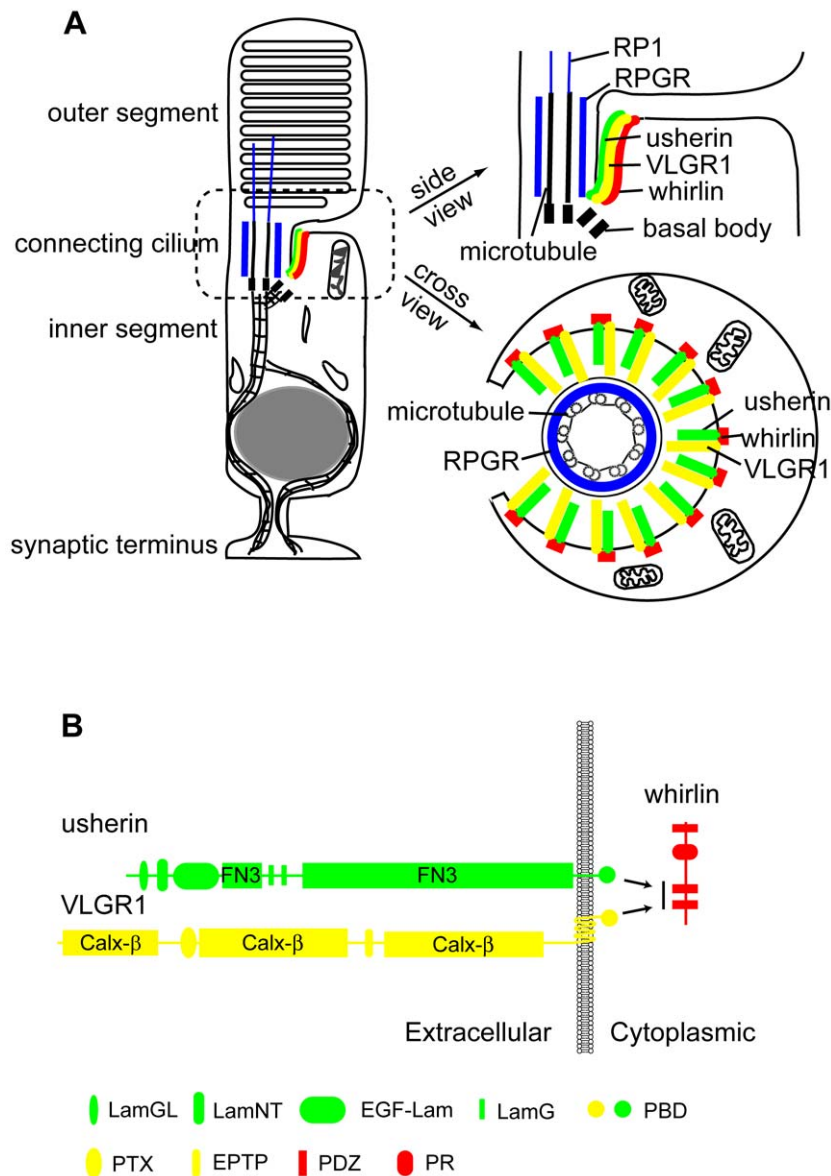 A
outer segment
connecting cilium
inner segment
synaptic terminus
side
view
cross
view
RP1
RPGR
usherin
VLGR1
whirlin
basal body
microtubule
microtubule
RPGR
usherin
whirlin
VLGR1
B
usherin
FN3
FN3
VLGR1
Calx-β
Calx-β
Calx-β
whirlin
Extracellular
Cytoplasmic
LamGL LamNT EGF-Lam LamG PBD
PTX EPTP PDZ PR